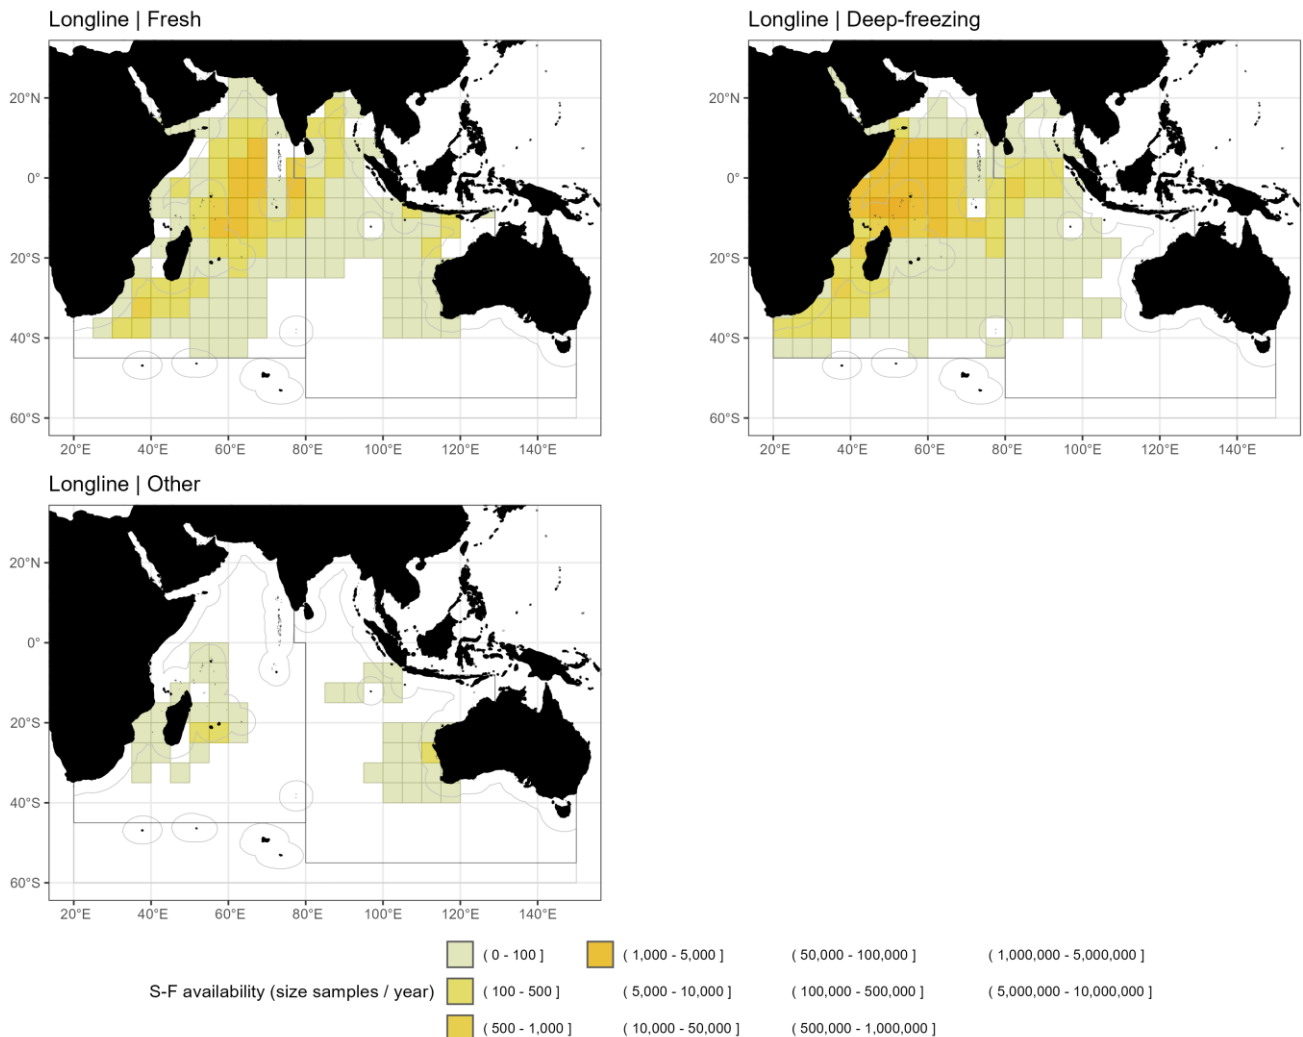 Longline | Fresh
Longline | Deep-freezing
20°N
0°
20°S
40°S
60°S
20°E 40°E 60°E 80°E 100°E 120°E 140°E
20°N
0°
20°S
40°S
60°S
20°E 40°E 60°E 80°E 100°E 120°E 140°E
Longline | Other
20°N
0°
20°S
40°S
60°S
20°E 40°E 60°E 80°E 100°E 120°E 140°E
S-F availability (size samples / year)
( 0 - 100 ]
( 100 - 500 ]
( 500 - 1,000 ]
( 1,000 - 5,000 ]
( 5,000 - 10,000 ]
( 10,000 - 50,000 ]
( 50,000 - 100,000 ]
( 100,000 - 500,000 ]
( 500,000 - 1,000,000 ]
( 1,000,000 - 5,000,000 ]
( 5,000,000 - 10,000,000 ]